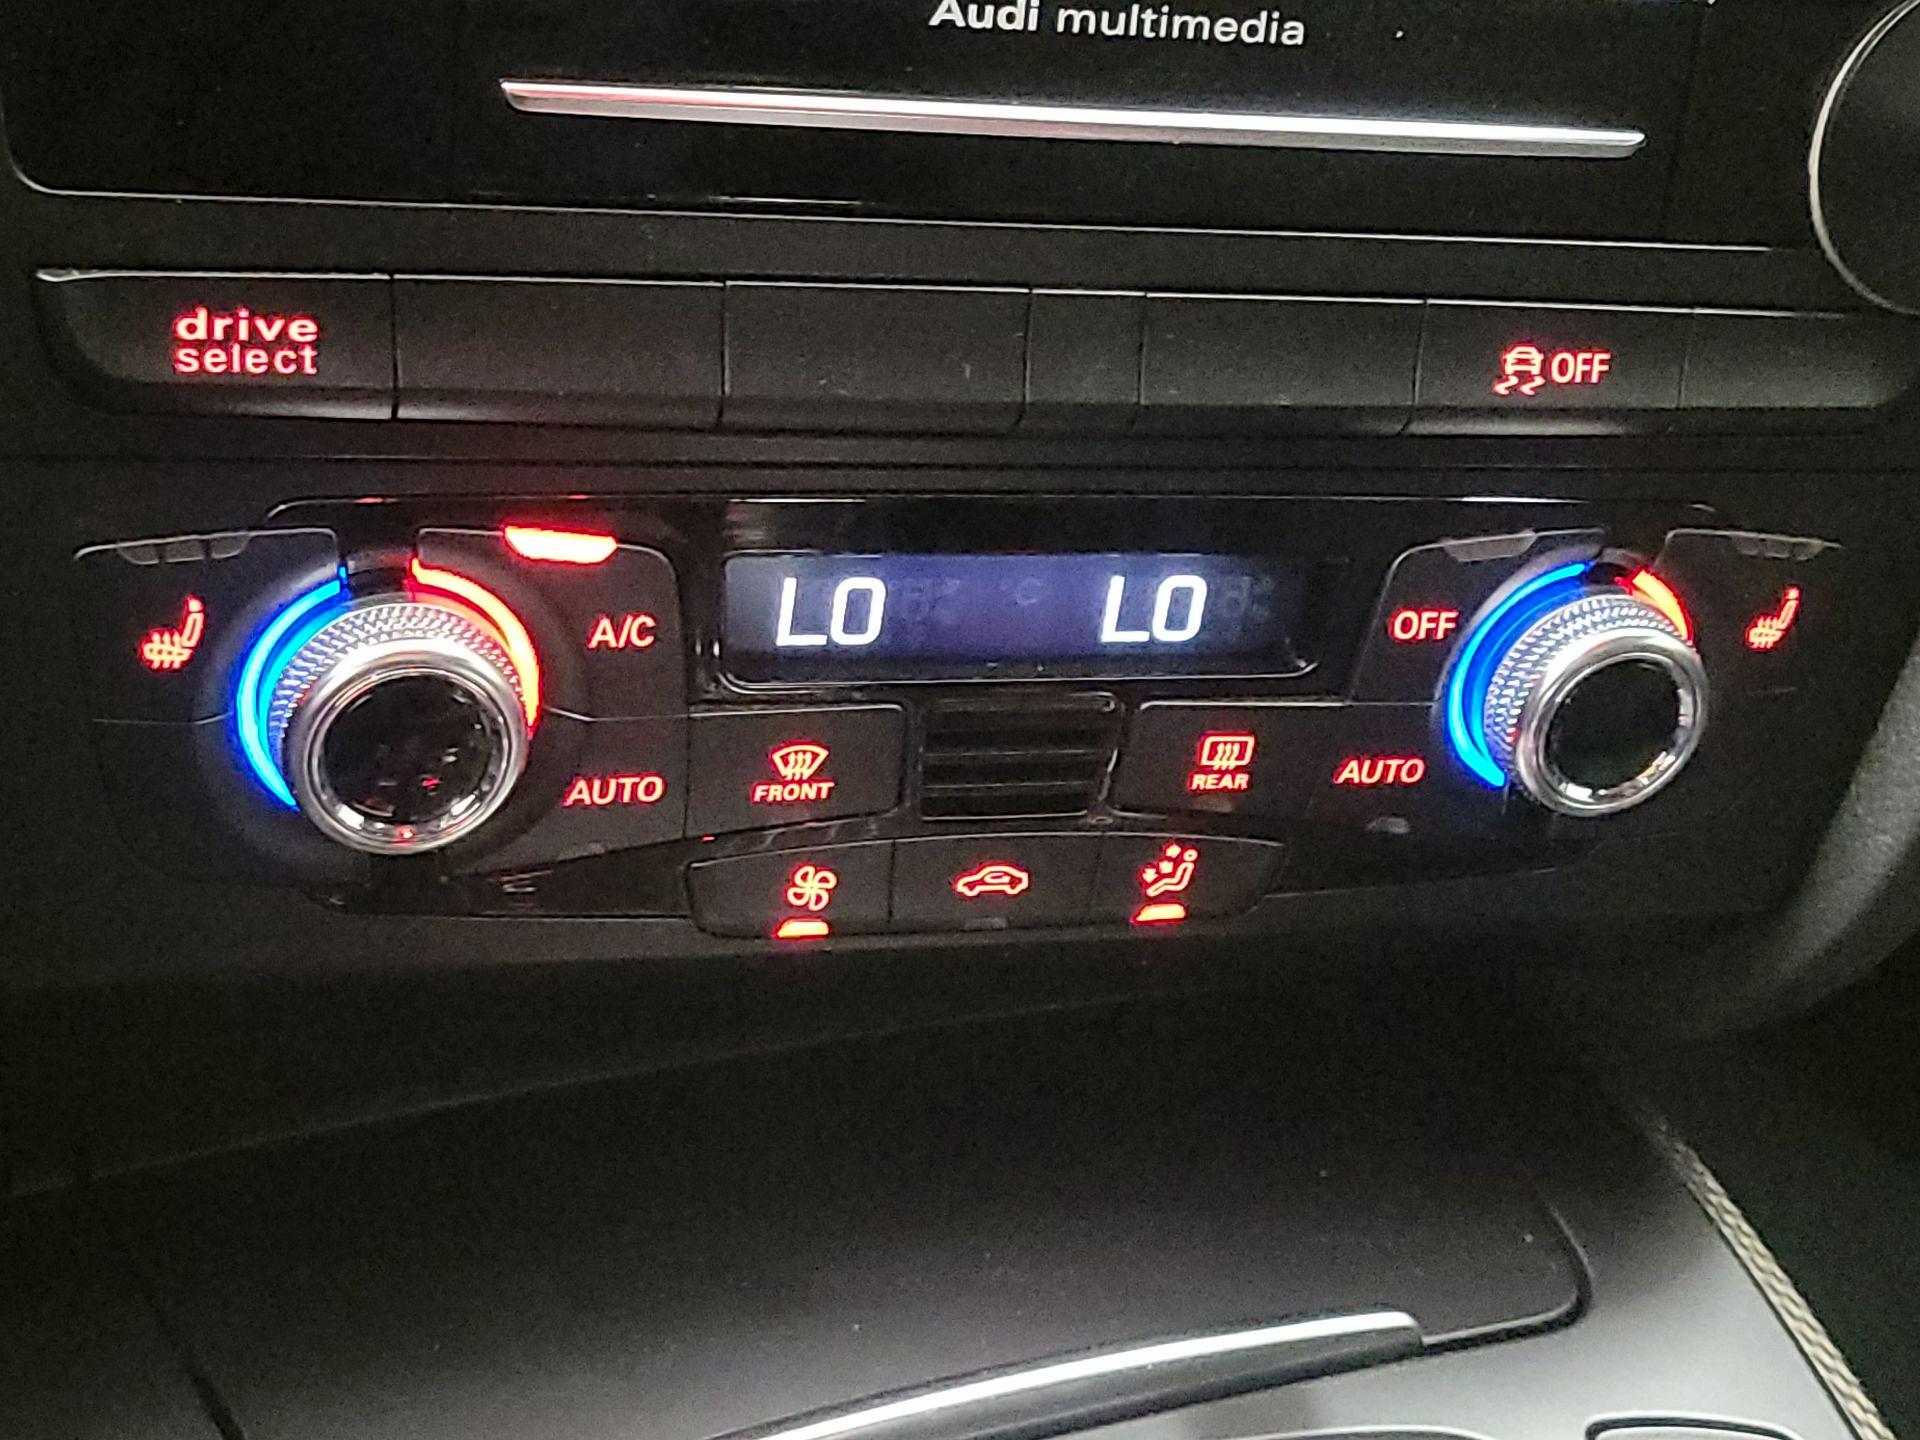 Audi multimedia
drive
select
OFF
A/C
LO
LO
OFF
AUTO
FRONT
REAR
AUTO